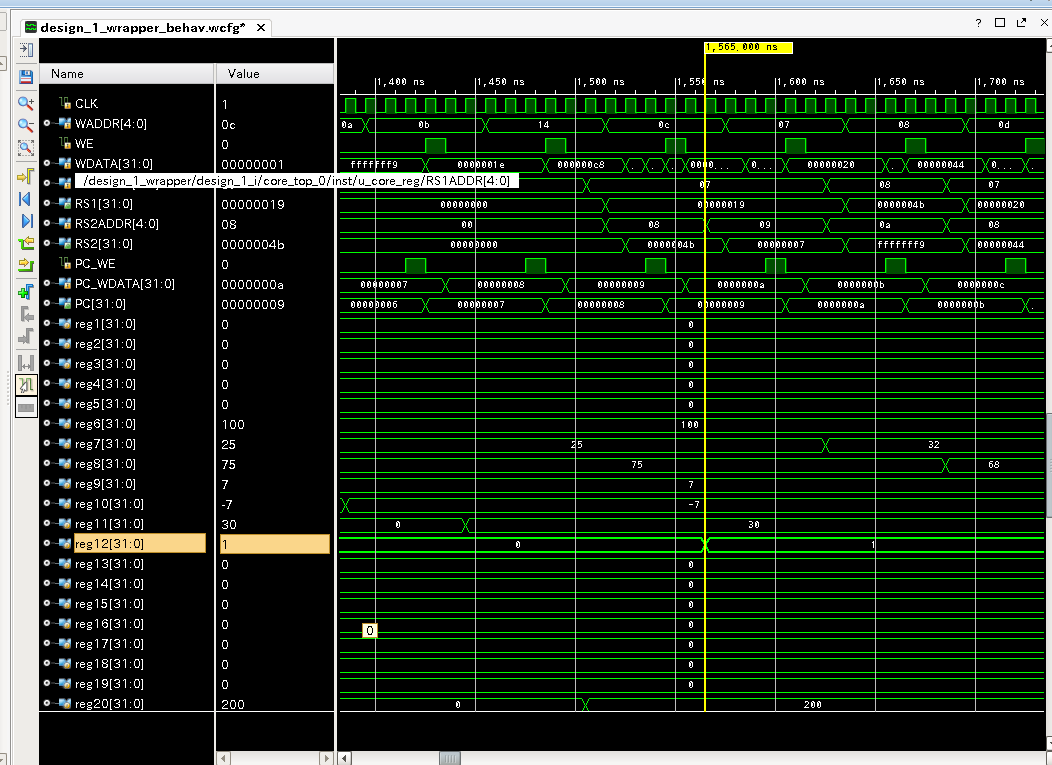 design_1_wrapper_behav.wcfg*
Name Value
1,565.000 ns
1,400 ns 1,450 ns 1,500 ns 1,600 ns 1,650 ns 1,700 ns
CLK 1
WADDR[4:0] 0c 0a 0b 14 0c 07 08 0d
WE 0
WDATA[31:0] 00000001 fffffff9 0000001e 000000c8 0000... 0... 00000020 00000044 0...
/design_1_wrapper/design_1_i/core_top_0/inst/u_core_reg/RS1ADDR[4:0] 07 08 07
RS1[31:0] 00000019 00000000 00000019 0000004b 00000020
RS2ADDR[4:0] 08 00 08 09 0a 08
RS2[31:0] 0000004b 00000000 0000004b 00000007 fffffff9 00000044
PC_WE 0
PC_WDATA[31:0] 0000000a 00000007 00000008 00000009 0000000a 0000000b 0000000c
PC[31:0] 00000009 00000006 00000007 00000008 00000009 0000000a 0000000b
reg1[31:0] 0 0
reg2[31:0] 0 0
reg3[31:0] 0 0
reg4[31:0] 0 0
reg5[31:0] 0 0
reg6[31:0] 100 100
reg7[31:0] 25 25 32
reg8[31:0] 75 75 68
reg9[31:0] 7 7
reg10[31:0] -7 -7
reg11[31:0] 30 0 30
reg12[31:0] 1 0 1
reg13[31:0] 0 0
reg14[31:0] 0 0
reg15[31:0] 0 0
reg16[31:0] 0 0 0
reg17[31:0] 0 0
reg18[31:0] 0 0
reg19[31:0] 0 0
reg20[31:0] 200 0 200